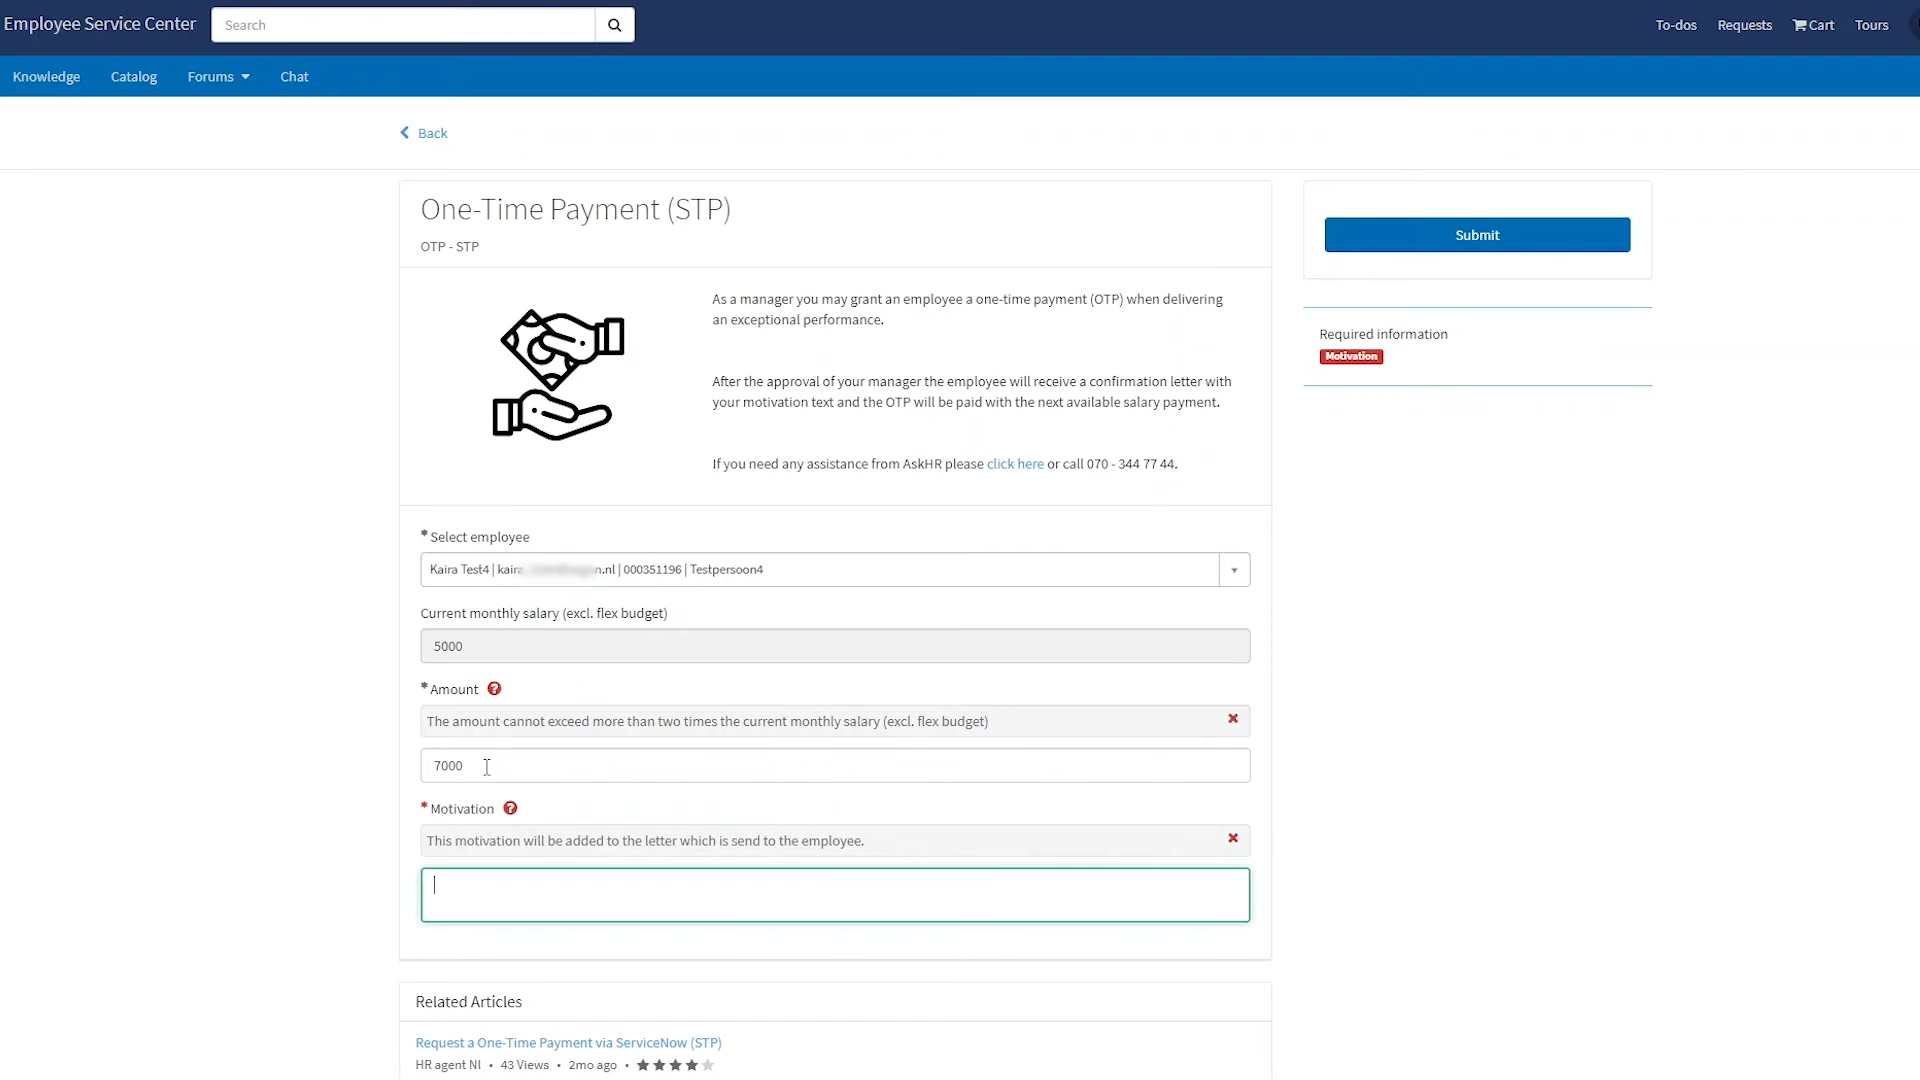 Employee Service Center
Search
To-dos Requests Cart Tours
Knowledge Catalog Forums Chat
Back
One-Time Payment (STP)
OTP - STP
As a manager you may grant an employee a one-time payment (OTP) when delivering
an exceptional performance.
After the approval of your manager the employee will receive a confirmation letter with
your motivation text and the OTP will be paid with the next available salary payment.
If you need any assistance from AskHR please click here or call 070 - 344 77 44.
Submit
Required information
Motivation
* Select employee
Kaira Test4 | kaira n.nl | 000351196 | Testpersoon4
Current monthly salary (excl. flex budget)
5000
* Amount ?
The amount cannot exceed more than two times the current monthly salary (excl. flex budget)
7000
* Motivation ?
This motivation will be added to the letter which is send to the employee.
Related Articles
Request a One-Time Payment via ServiceNow (STP)
HR agent Nl • 43 Views • 2mo ago •